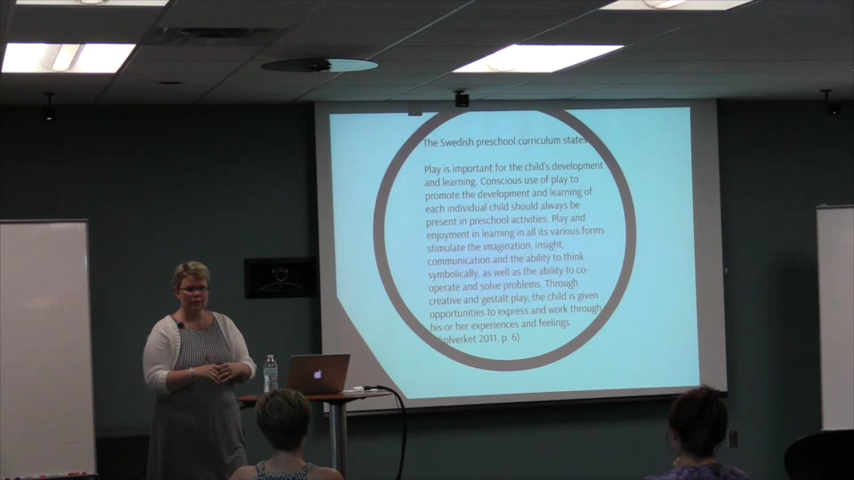 The Swedish preschool curriculum states
Play is important for the child's development
and learning. Conscious use of play to
promote the development and learning of
each individual child should always be
present in preschool activities. Play and
enjoyment in learning in all its various forms
stimulate the imagination, insight,
communication and the ability to think
symbolically, as well as the ability to co-
operate and solve problems. Through
creative and gestalt play, the child is given
opportunities to express and work through
his or her experiences and feelings
olverket 2011, p. 6)